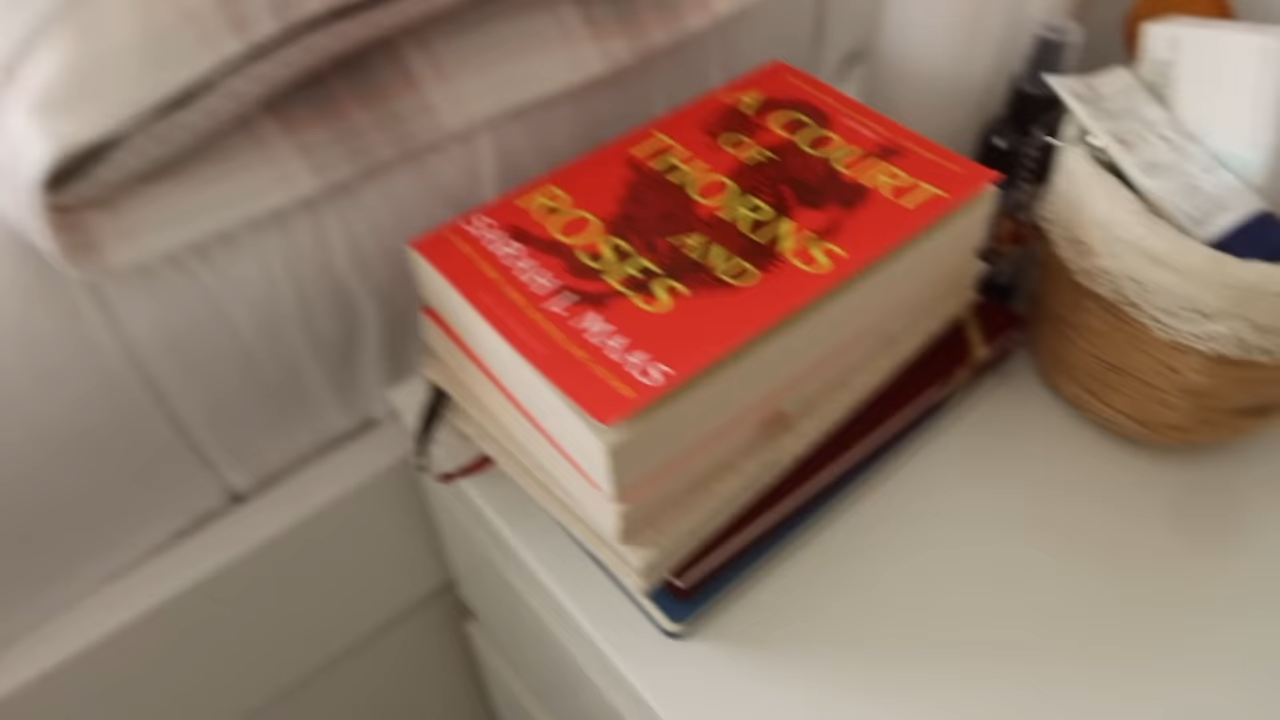 A COURT
OF
THORNS
AND
ROSES
SARAH J. MAAS